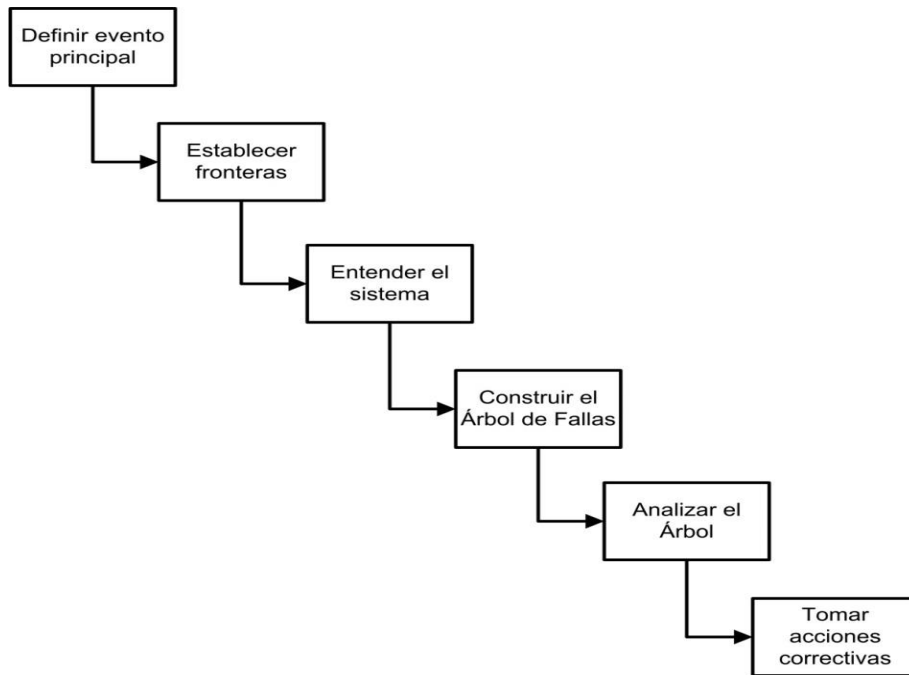 Definir evento
principal
Establecer
fronteras
Entender el
sistema
Construir el
Árbol de Fallas
Analizar el
Árbol
Tomar
acciones
correctivas